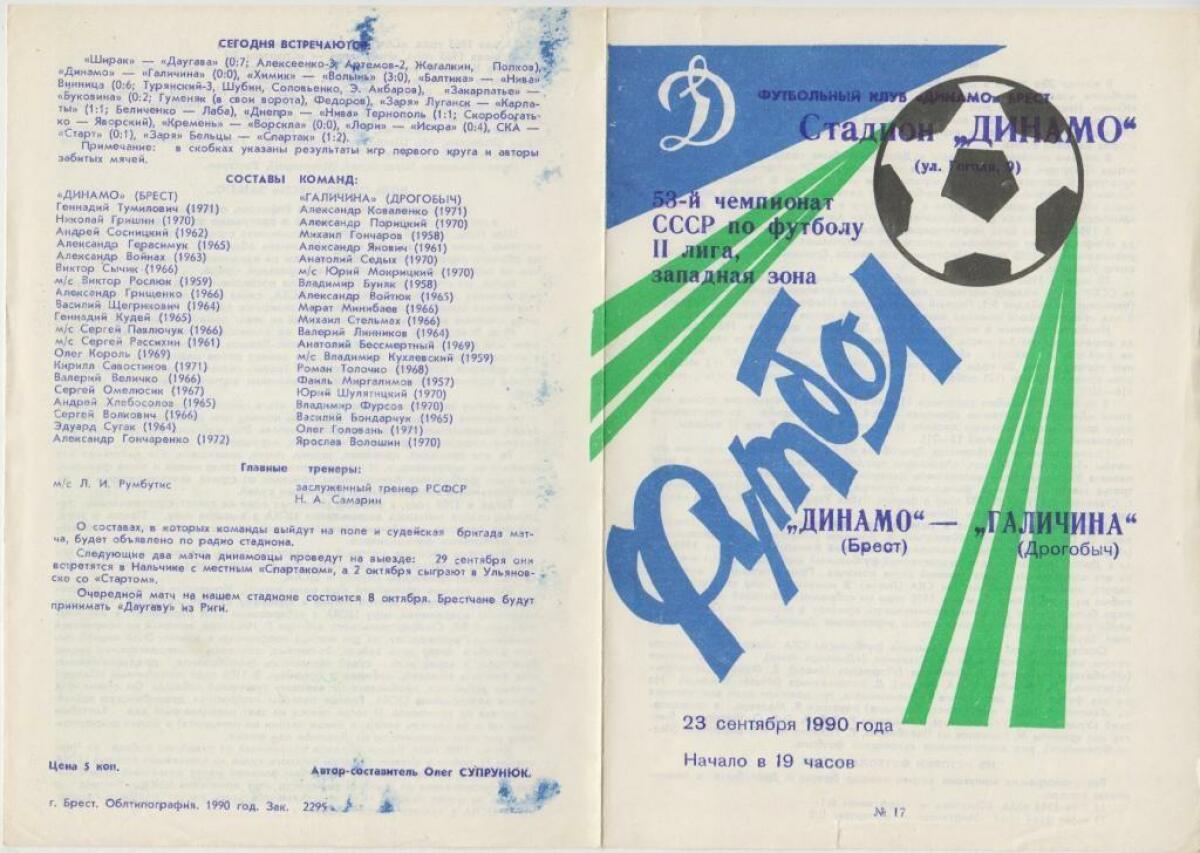 СЕГОДНЯ ВСТРЕЧАЮТСЯ:
«Ширак» — «Даугава» (0:7; Алексеенко-3, Артемов-2, Жегалкин, Полков),
«Динамо» — «Галичина» (0:0), «Химик» — «Волынь» (3:0), «Балтика» — «Нива»
Винница (0:6; Турянский-3, Шубин, Соловьенко, Э. Акбаров), «Закарпатье» —
«Буковина» (0:2; Гуменяк (в свои ворота), Федоров), «Заря» Луганск — «Карпа-
ты» (1:1; Беличенко — Лаба), «Днепр» — «Нива» Тернополь (1:1; Скоробогать-
ко — Яворский), «Кремень» — «Ворскла» (0:0), «Лори» — «Искра» (0:4), СКА —
«Старт» (0:1), «Заря» Бельцы — «Спартак» (1:2).
Примечание: в скобках указаны результаты игр первого круга и авторы
забитых мячей.
СОСТАВЫ КОМАНД:
«ДИНАМО» (БРЕСТ)
Геннадий Тумилович (1971)
Николай Гришин (1970)
Андрей Сосницкий (1962)
Александр Герасимук (1965)
Александр Войнах (1963)
Виктор Сычик (1966)
м/с Виктор Рослюк (1959)
Александр Грищенко (1966)
Василий Щегрикович (1964)
Геннадий Кудей (1965)
м/с Сергей Павлючук (1966)
м/с Сергей Рассихин (1961)
Олег Король (1969)
Кирилл Савостиков (1971)
Валерий Величко (1966)
Сергей Омелюсик (1967)
Андрей Хлебосолов (1965)
Сергей Волкович (1966)
Эдуард Сугак (1964)
Александр Гончаренко (1972)
«ГАЛИЧИНА» (ДРОГОБЫЧ)
Александр Коваленко (1971)
Александр Порицкий (1970)
Михаил Гончаров (1958)
Александр Янович (1961)
Анатолий Седых (1970)
м/с Юрий Мокрицкий (1970)
Владимир Буняк (1958)
Александр Войтюк (1965)
Марат Минибаев (1966)
Михаил Стельмах (1966)
Валерий Линников (1964)
Анатолий Бессмертный (1969)
м/с Владимир Кухлевский (1959)
Роман Толочко (1968)
Фаиль Миргалимов (1957)
Юрий Шулятицкий (1970)
Владимир Фурсов (1970)
Василий Бондарчук (1965)
Олег Головань (1971)
Ярослав Волошин (1970)
Главные тренеры:
м/с Л. И. Румбутис
заслуженный тренер РСФСР
Н. А. Самарин
О составах, в которых команды выйдут на поле и судейская бригада мат-
ча, будет объявлено по радио стадиона.
Следующие два матча динамовцы проведут на выезде: 29 сентября они
встретятся в Нальчике с местным «Спартаком», а 2 октября сыграют в Ульянов-
ско со «Стартом».
Очередной матч на нашем стадионе состоится 8 октября. Брестчане будут
принимать «Даугаву» из Риги.
Цена 5 коп.
Автор-составитель Олег СУПРУНЮК.
г. Брест. Облтипография. 1990 год. Зак. 2295
Д
ФУТБОЛЬНЫЙ КЛУБ «ДИНАМО» БРЕСТ
Стадион „ДИНАМО“
(ул. Гоголя, 9)
53-й чемпионат
СССР по футболу
II лига,
западная зона
Футбол
„ДИНАМО“ — „ГАЛИЧИНА“
(Брест) (Дрогобыч)
23 сентября 1990 года
Начало в 19 часов
№ 17